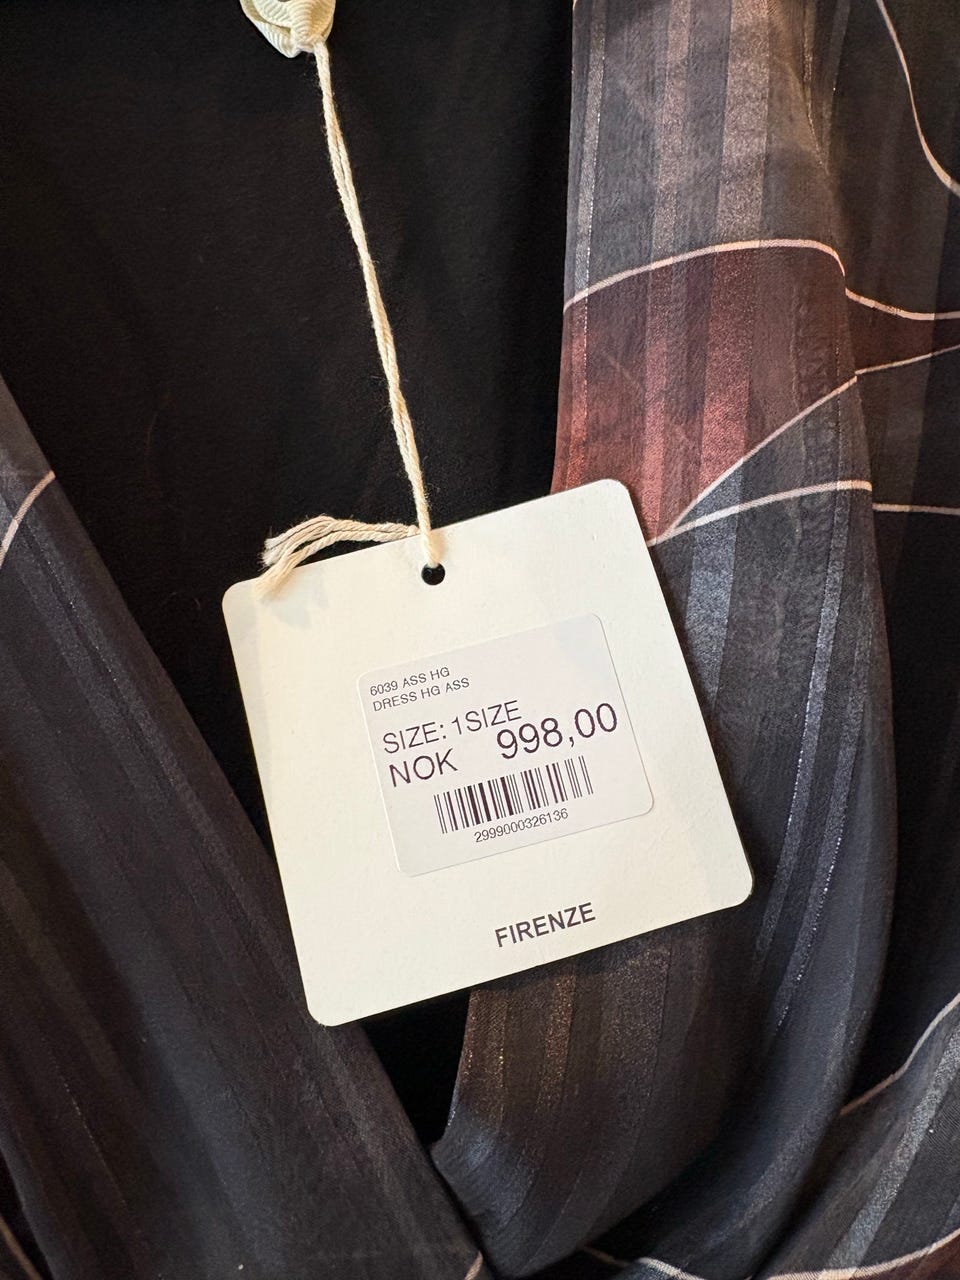 6039 ASS HG
DRESS HG ASS
SIZE: 1SIZE
NOK 998,00
2999000326136
FIRENZE